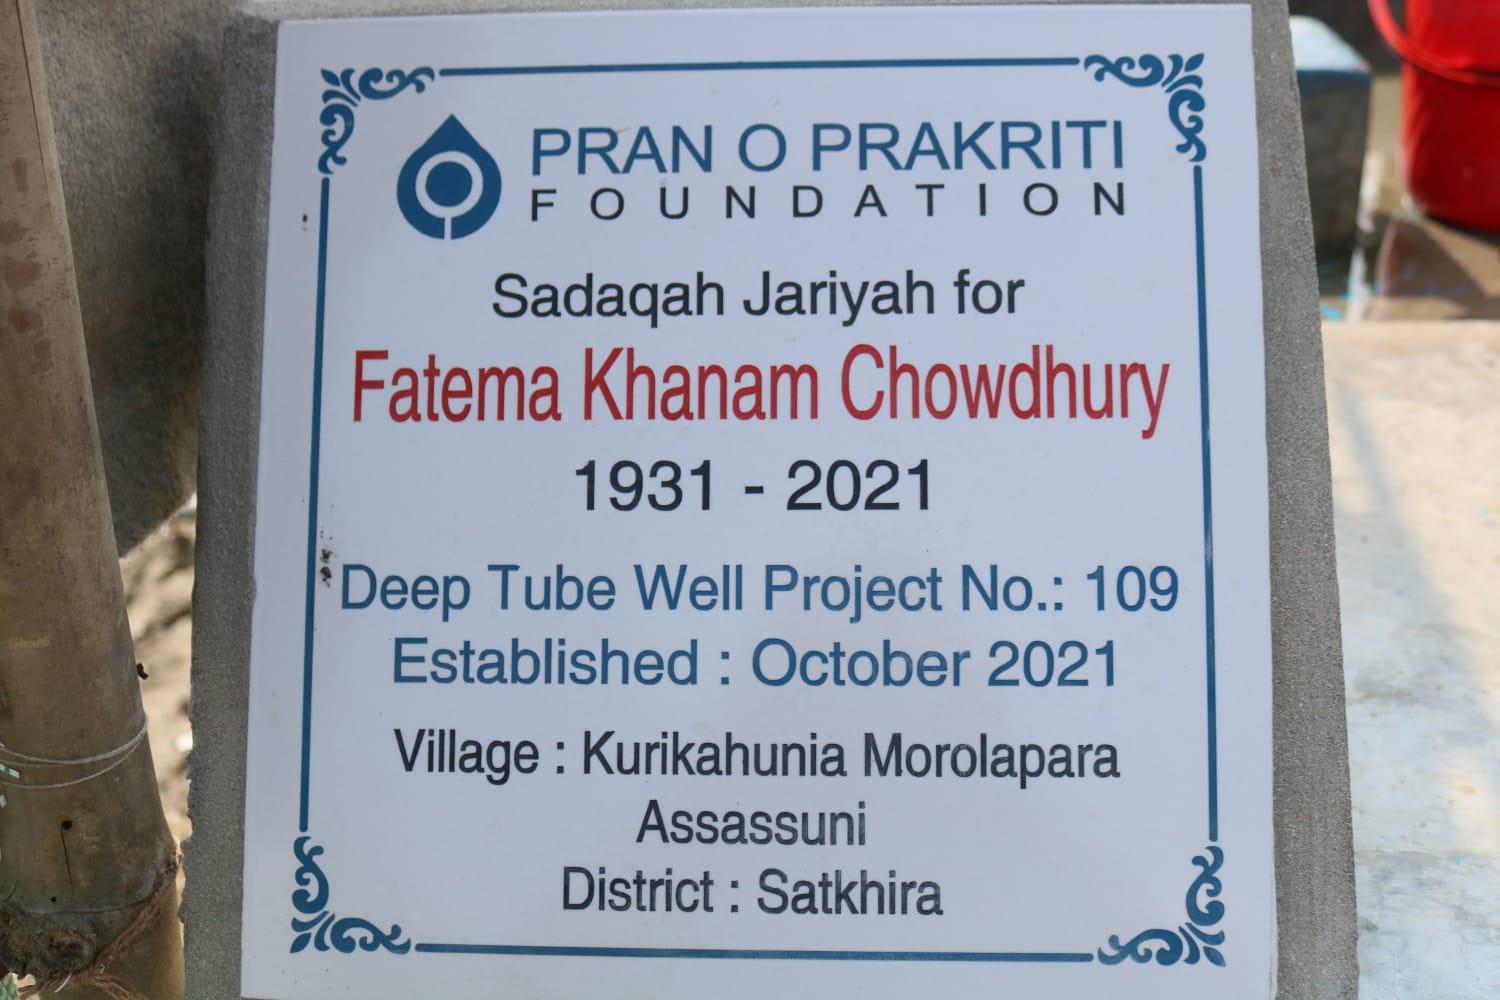 PRAN O PRAKRITI
FOUNDATION
Sadaqah Jariyah for
Fatema Khanam Chowdhury
1931 - 2021
Deep Tube Well Project No.: 109
Established : October 2021
Village : Kurikahunia Morolapara
Assassuni
District : Satkhira